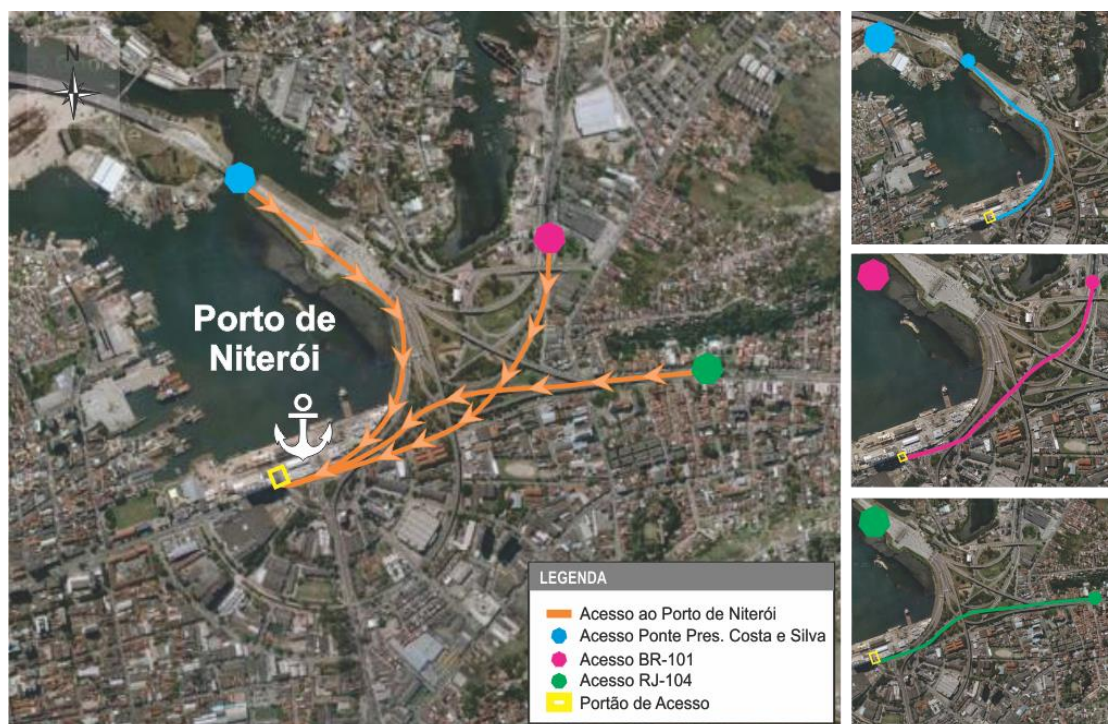 N
Porto de
Niterói
LEGENDA
Acesso ao Porto de Niterói
Acesso Ponte Pres. Costa e Silva
Acesso BR-101
Acesso RJ-104
Portão de Acesso